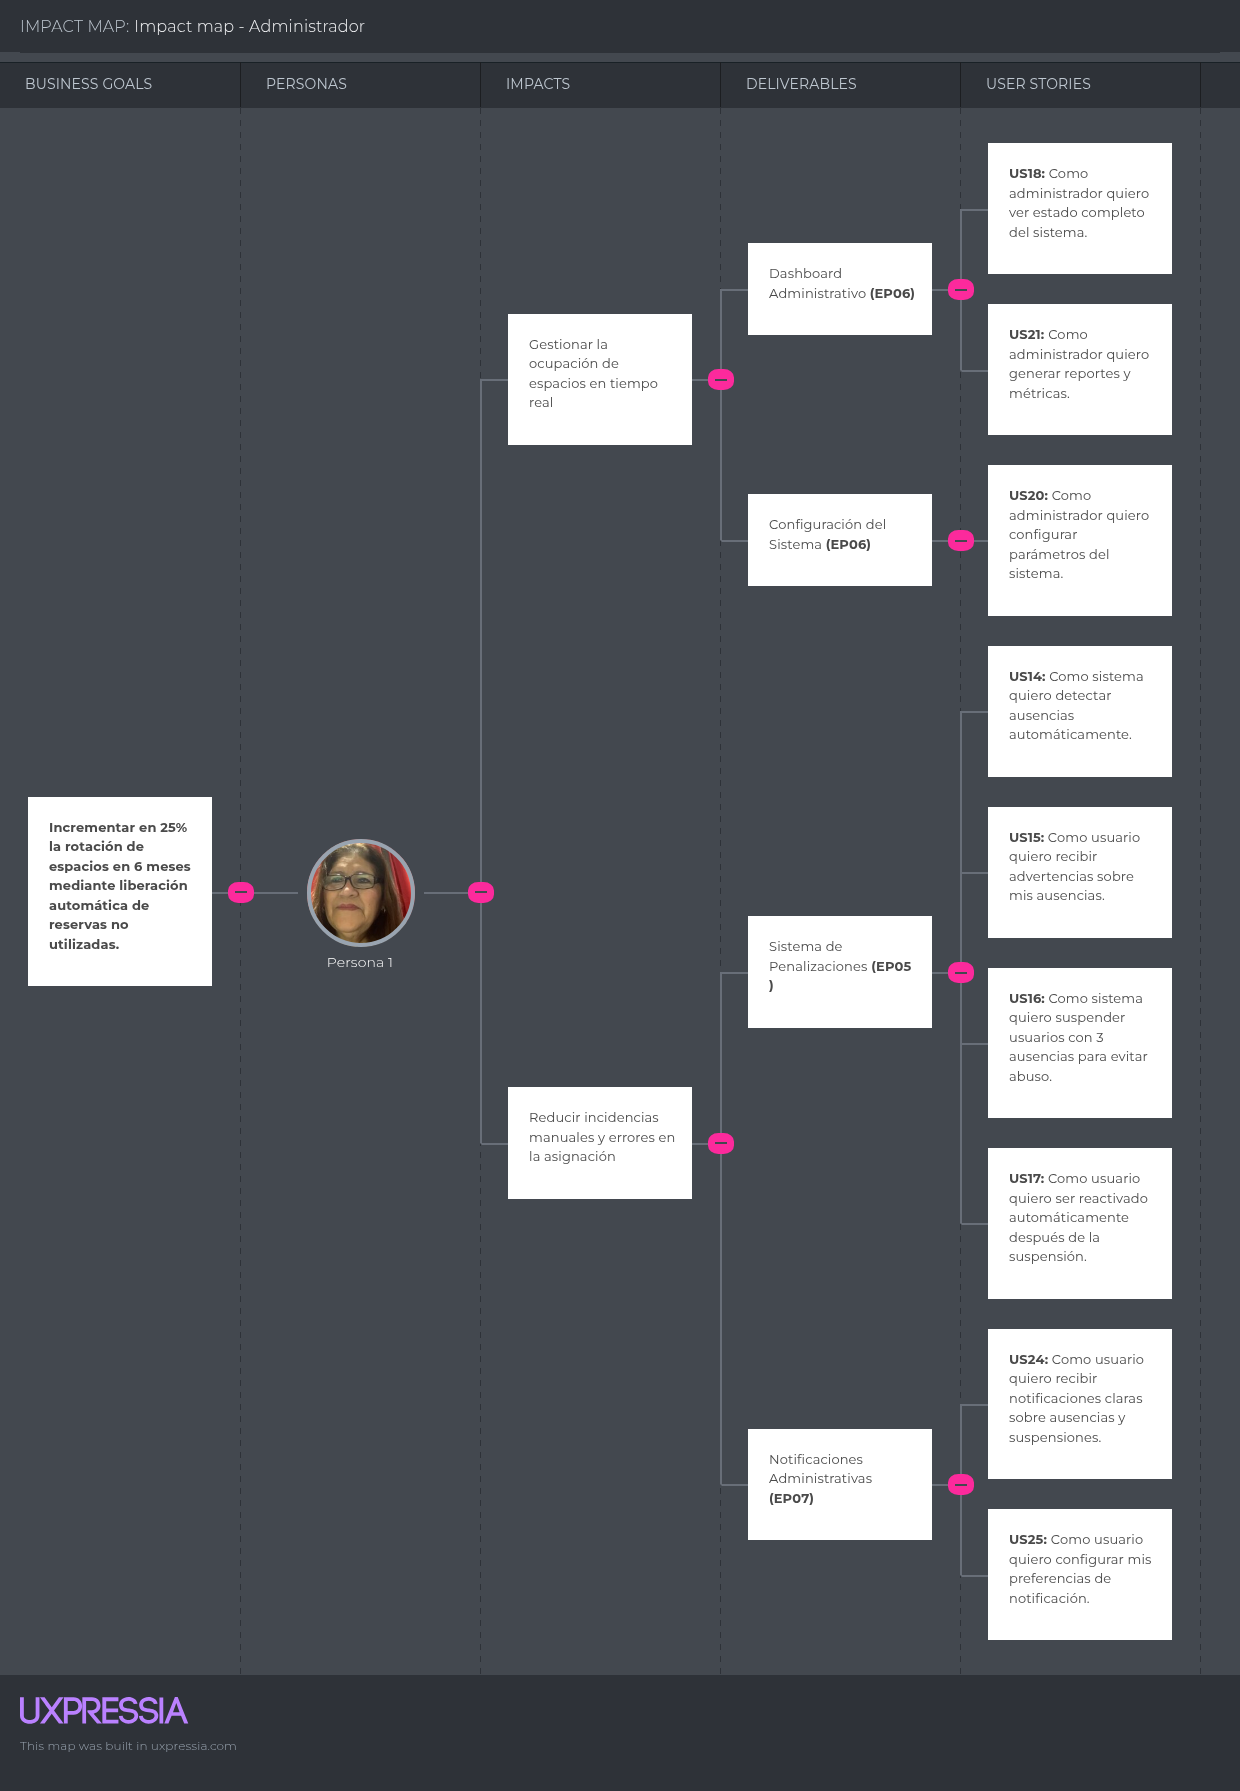 IMPACT MAP: Impact map - Administrador
BUSINESS GOALS
PERSONAS
IMPACTS
DELIVERABLES
USER STORIES
Incrementar en 25%
la rotación de
espacios en 6 meses
mediante liberación
automática de
reservas no
utilizadas.
Persona 1
Gestionar la
ocupación de
espacios en tiempo
real
Dashboard
Administrativo (EP06)
US18: Como
administrador quiero
ver estado completo
del sistema.
US21: Como
administrador quiero
generar reportes y
métricas.
Configuración del
Sistema (EP06)
US20: Como
administrador quiero
configurar
parámetros del
sistema.
Reducir incidencias
manuales y errores en
la asignación
Sistema de
Penalizaciones (EP05
)
US14: Como sistema
quiero detectar
ausencias
automáticamente.
US15: Como usuario
quiero recibir
advertencias sobre
mis ausencias.
US16: Como sistema
quiero suspender
usuarios con 3
ausencias para evitar
abuso.
US17: Como usuario
quiero ser reactivado
automáticamente
después de la
suspensión.
Notificaciones
Administrativas
(EP07)
US24: Como usuario
quiero recibir
notificaciones claras
sobre ausencias y
suspensiones.
US25: Como usuario
quiero configurar mis
preferencias de
notificación.
UXPRESSIA
This map was built in uxpressia.com